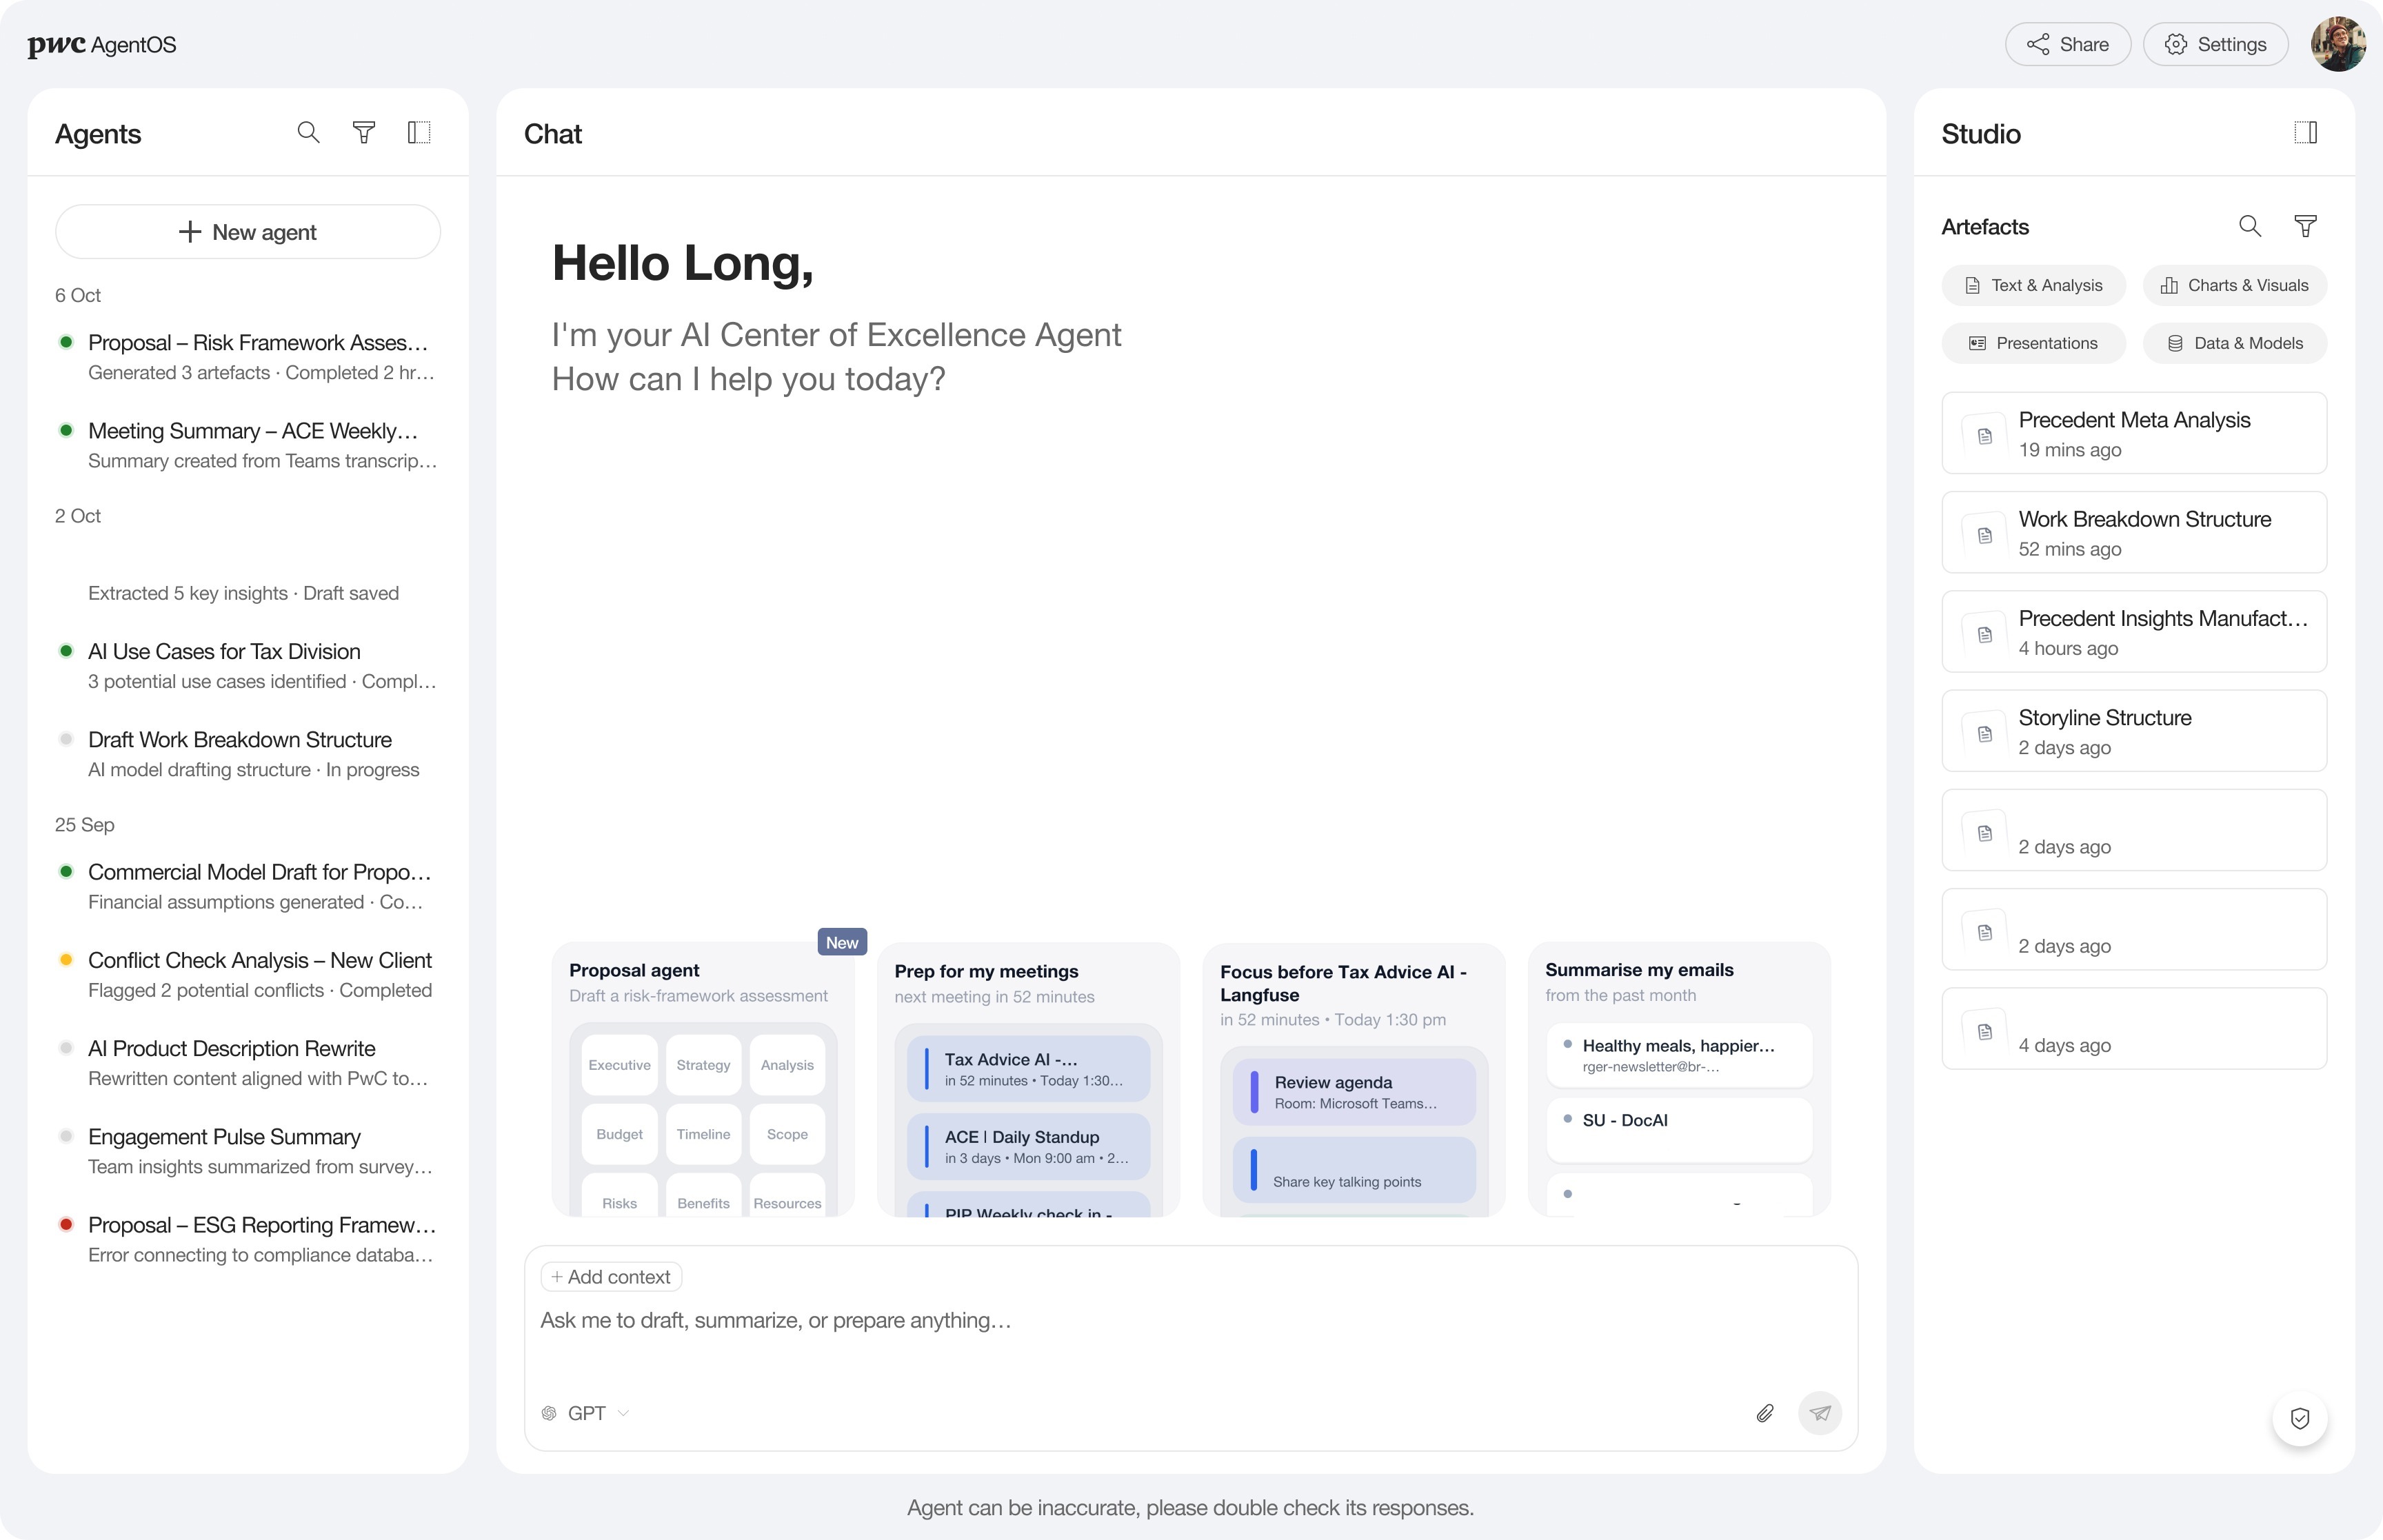 pwc AgentOS
Share
Settings
Agents
New agent
6 Oct
Proposal – Risk Framework Asses…
Generated 3 artefacts · Completed 2 hr…
Meeting Summary – ACE Weekly…
Summary created from Teams transcrip…
2 Oct
Extracted 5 key insights · Draft saved
AI Use Cases for Tax Division
3 potential use cases identified · Compl…
Draft Work Breakdown Structure
AI model drafting structure · In progress
25 Sep
Commercial Model Draft for Propo…
Financial assumptions generated · Co…
Conflict Check Analysis – New Client
Flagged 2 potential conflicts · Completed
AI Product Description Rewrite
Rewritten content aligned with PwC to…
Engagement Pulse Summary
Team insights summarized from survey…
Proposal – ESG Reporting Framew…
Error connecting to compliance databa…
Chat
Hello Long,
I'm your AI Center of Excellence Agent
How can I help you today?
New
Proposal agent
Draft a risk-framework assessment
Executive
Strategy
Analysis
Budget
Timeline
Scope
Risks
Benefits
Resources
Prep for my meetings
next meeting in 52 minutes
Tax Advice AI -…
in 52 minutes • Today 1:30…
ACE | Daily Standup
in 3 days • Mon 9:00 am • 2…
PIP Weekly check in -
Focus before Tax Advice AI -
Langfuse
in 52 minutes • Today 1:30 pm
Review agenda
Room: Microsoft Teams…
Share key talking points
Summarise my emails
from the past month
Healthy meals, happier…
rger-newsletter@br-…
SU - DocAI
+ Add context
Ask me to draft, summarize, or prepare anything…
GPT
Studio
Artefacts
Text & Analysis
Charts & Visuals
Presentations
Data & Models
Precedent Meta Analysis
19 mins ago
Work Breakdown Structure
52 mins ago
Precedent Insights Manufact…
4 hours ago
Storyline Structure
2 days ago
2 days ago
2 days ago
4 days ago
Agent can be inaccurate, please double check its responses.